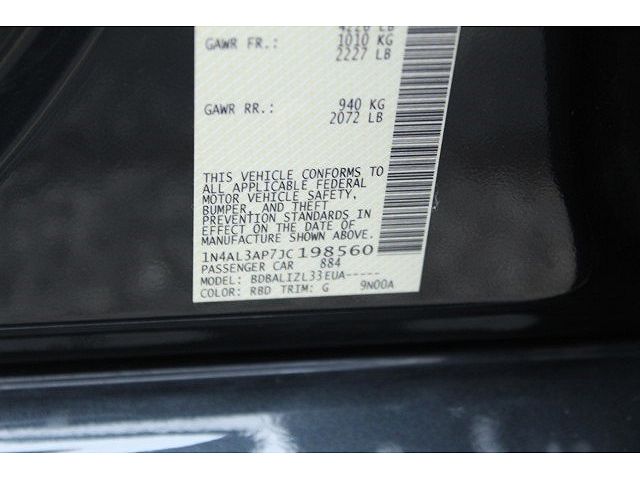 4226 LB
GAWR FR.: 1010 KG
2227 LB
GAWR RR.: 940 KG
2072 LB
THIS VEHICLE CONFORMS TO
ALL APPLICABLE FEDERAL
MOTOR VEHICLE SAFETY,
BUMPER, AND THEFT
PREVENTION STANDARDS IN
EFFECT ON THE DATE OF
MANUFACTURE SHOWN ABOVE.
1N4AL3AP7JC198560
PASSENGER CAR 884
MODEL: BDBALIZL33EUA-----
COLOR: RBD TRIM: G 9N00A